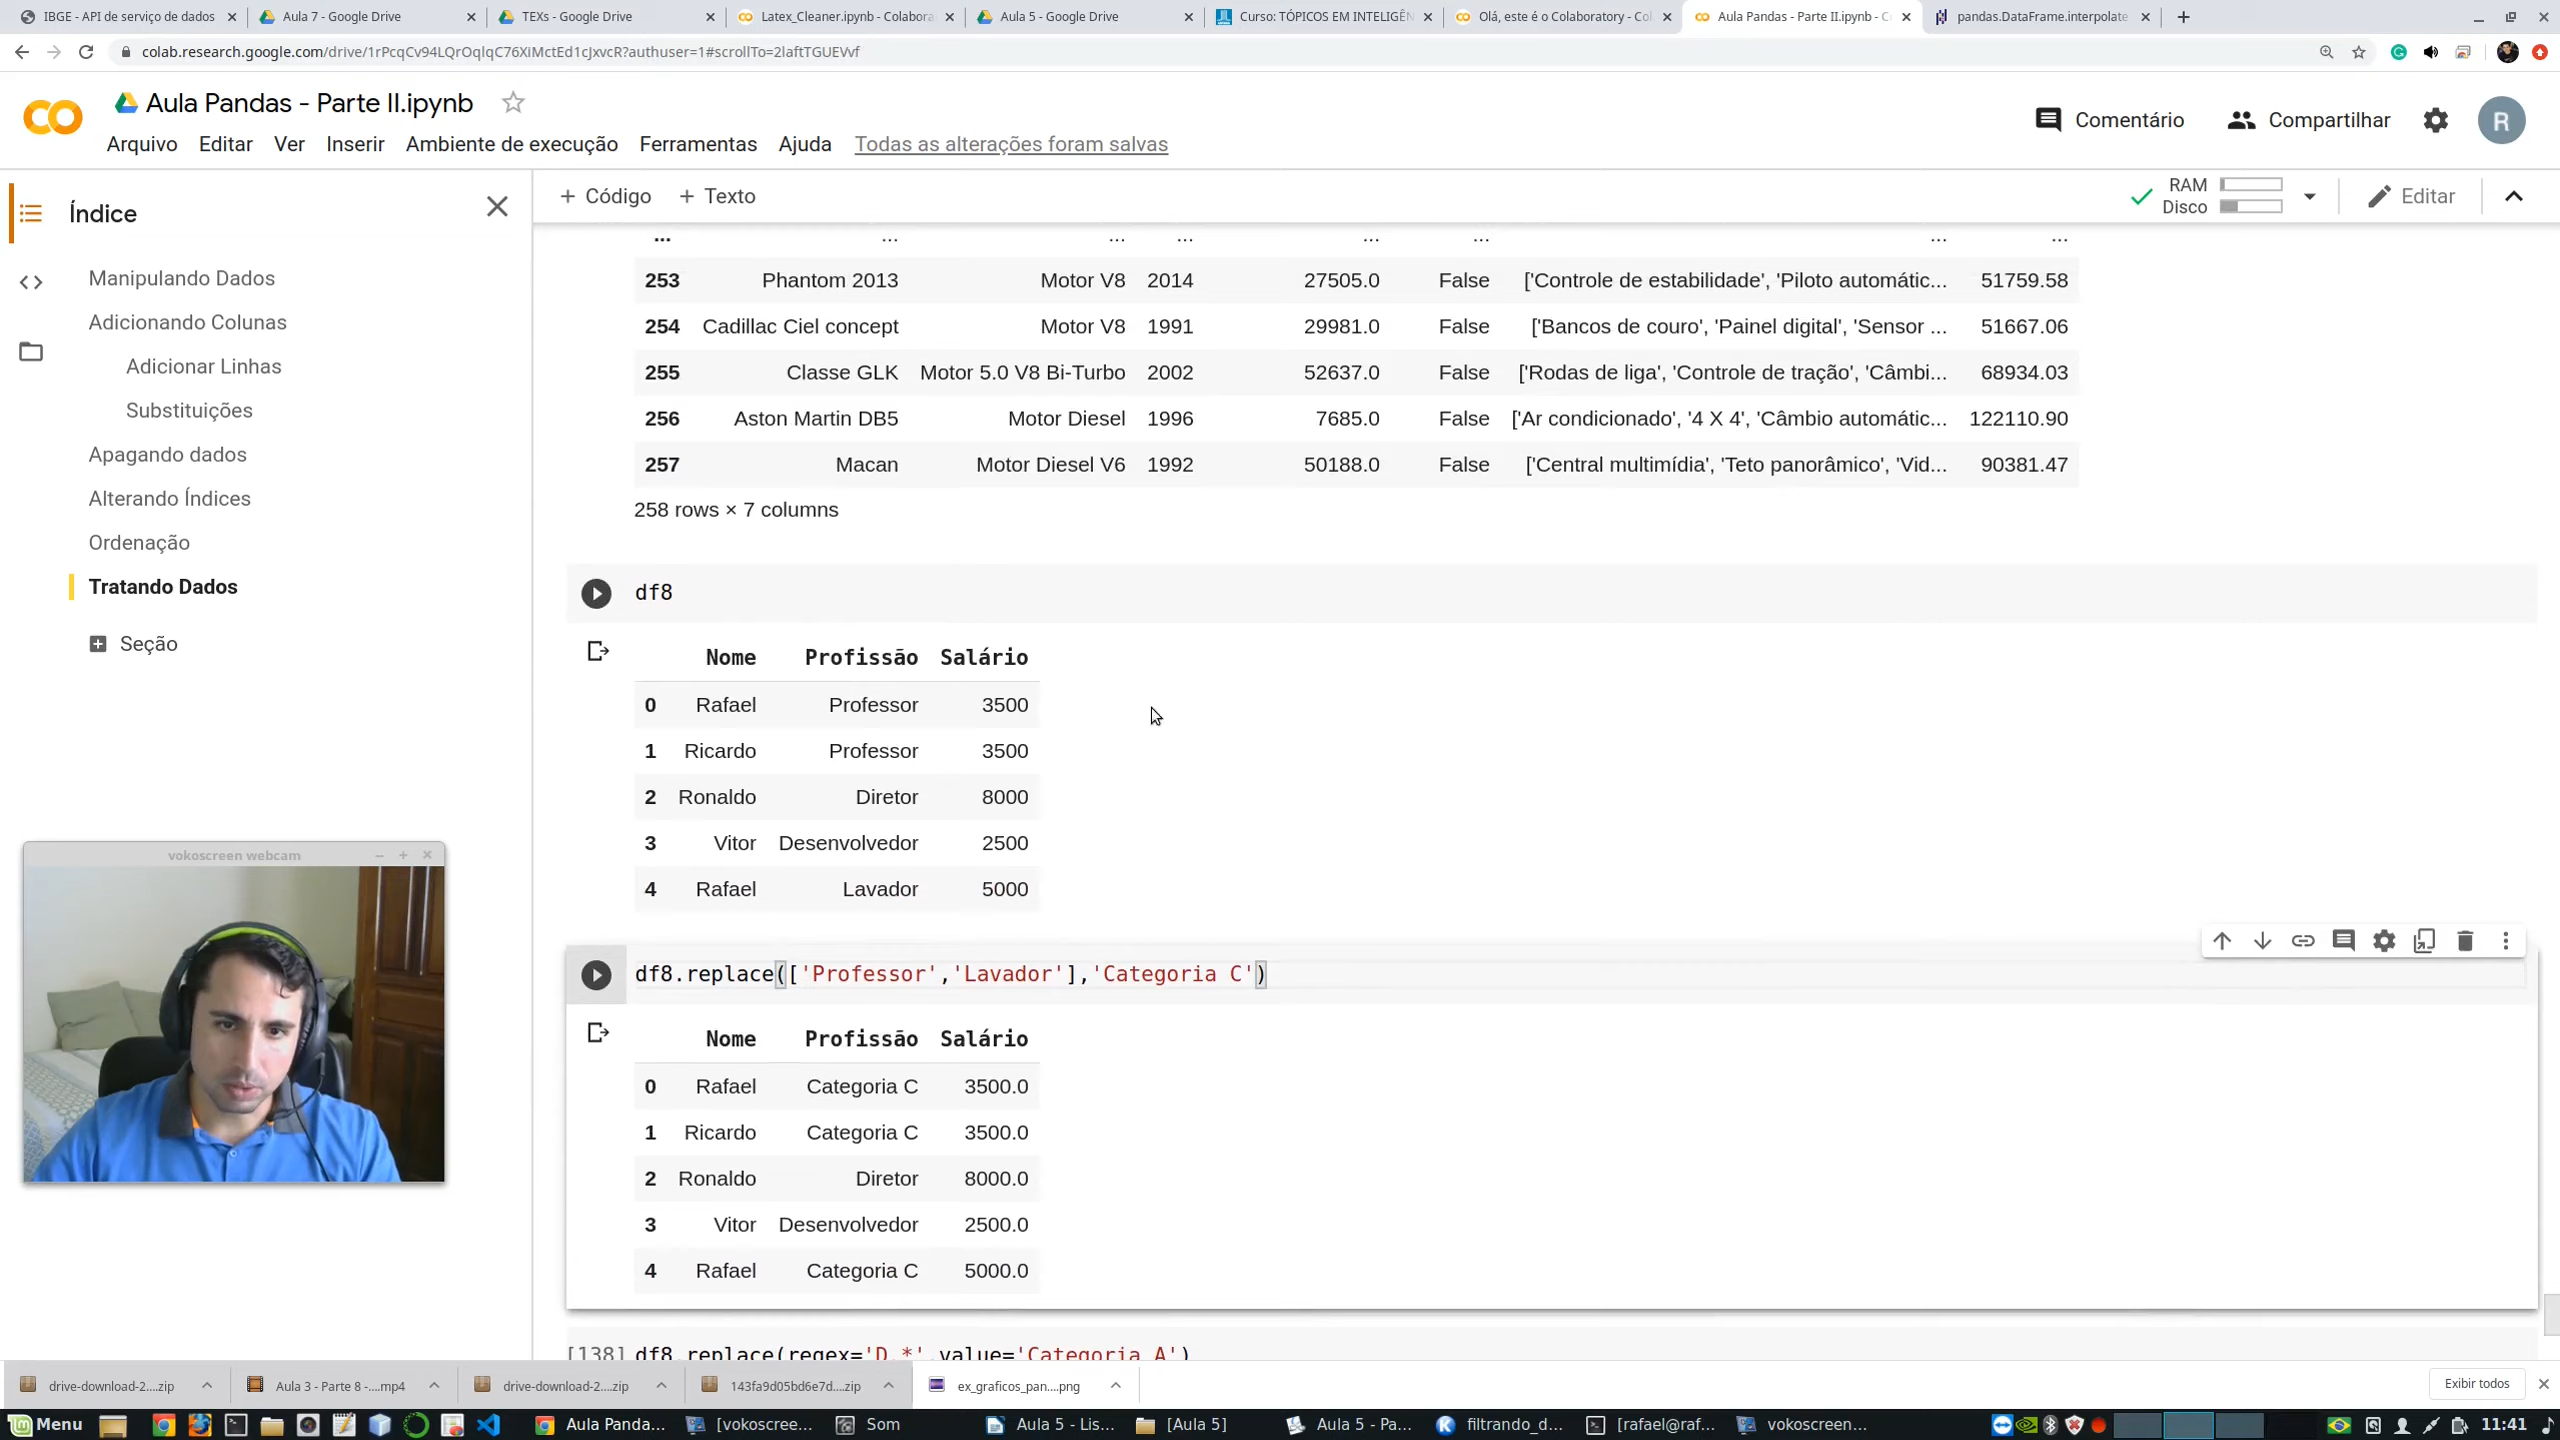 IBGE - API de serviço de dados
Aula 7 - Google Drive
TEXs - Google Drive
Latex_Cleaner.ipynb - Colabora
Aula 5 - Google Drive
Curso: TÓPICOS EM INTELIGÊN
Olá, este é o Colaboratory - Col
Aula Pandas - Parte II.ipynb - C
pandas.DataFrame.interpolate
colab.research.google.com/drive/1rPcqCv94LQrOqlqC76XiMctEd1cJxvcR?authuser=1#scrollTo=2laftTGUEVvf
Aula Pandas - Parte II.ipynb
Comentário
Compartilhar
R
Arquivo Editar Ver Inserir Ambiente de execução Ferramentas Ajuda Todas as alterações foram salvas
Índice
+ Código + Texto
RAM
Disco
Editar
Manipulando Dados
Adicionando Colunas
Adicionar Linhas
Substituições
Apagando dados
Alterando Índices
Ordenação
Tratando Dados
Seção
... ... ... ... ... ... ... ...
253 Phantom 2013 Motor V8 2014 27505.0 False ['Controle de estabilidade', 'Piloto automátic... 51759.58
254 Cadillac Ciel concept Motor V8 1991 29981.0 False ['Bancos de couro', 'Painel digital', 'Sensor ... 51667.06
255 Classe GLK Motor 5.0 V8 Bi-Turbo 2002 52637.0 False ['Rodas de liga', 'Controle de tração', 'Câmbi... 68934.03
256 Aston Martin DB5 Motor Diesel 1996 7685.0 False ['Ar condicionado', '4 X 4', 'Câmbio automátic... 122110.90
257 Macan Motor Diesel V6 1992 50188.0 False ['Central multimídia', 'Teto panorâmico', 'Vid... 90381.47
258 rows × 7 columns
df8
Nome Profissão Salário
0 Rafael Professor 3500
1 Ricardo Professor 3500
2 Ronaldo Diretor 8000
3 Vitor Desenvolvedor 2500
4 Rafael Lavador 5000
df8.replace(['Professor','Lavador'],'Categoria C')
Nome Profissão Salário
0 Rafael Categoria C 3500.0
1 Ricardo Categoria C 3500.0
2 Ronaldo Diretor 8000.0
3 Vitor Desenvolvedor 2500.0
4 Rafael Categoria C 5000.0
[138] df8.replace(regex='D.*',value='Categoria A')
vokoscreen webcam
drive-download-2....zip
Aula 3 - Parte 8 -....mp4
drive-download-2....zip
143fa9d05bd6e7d....zip
ex_graficos_pan....png
Exibir todos
Menu
Aula Panda...
[vokoscree...
Som
Aula 5 - Lis...
[Aula 5]
Aula 5 - Pa...
filtrando_d...
[rafael@raf...
vokoscreen...
11:41